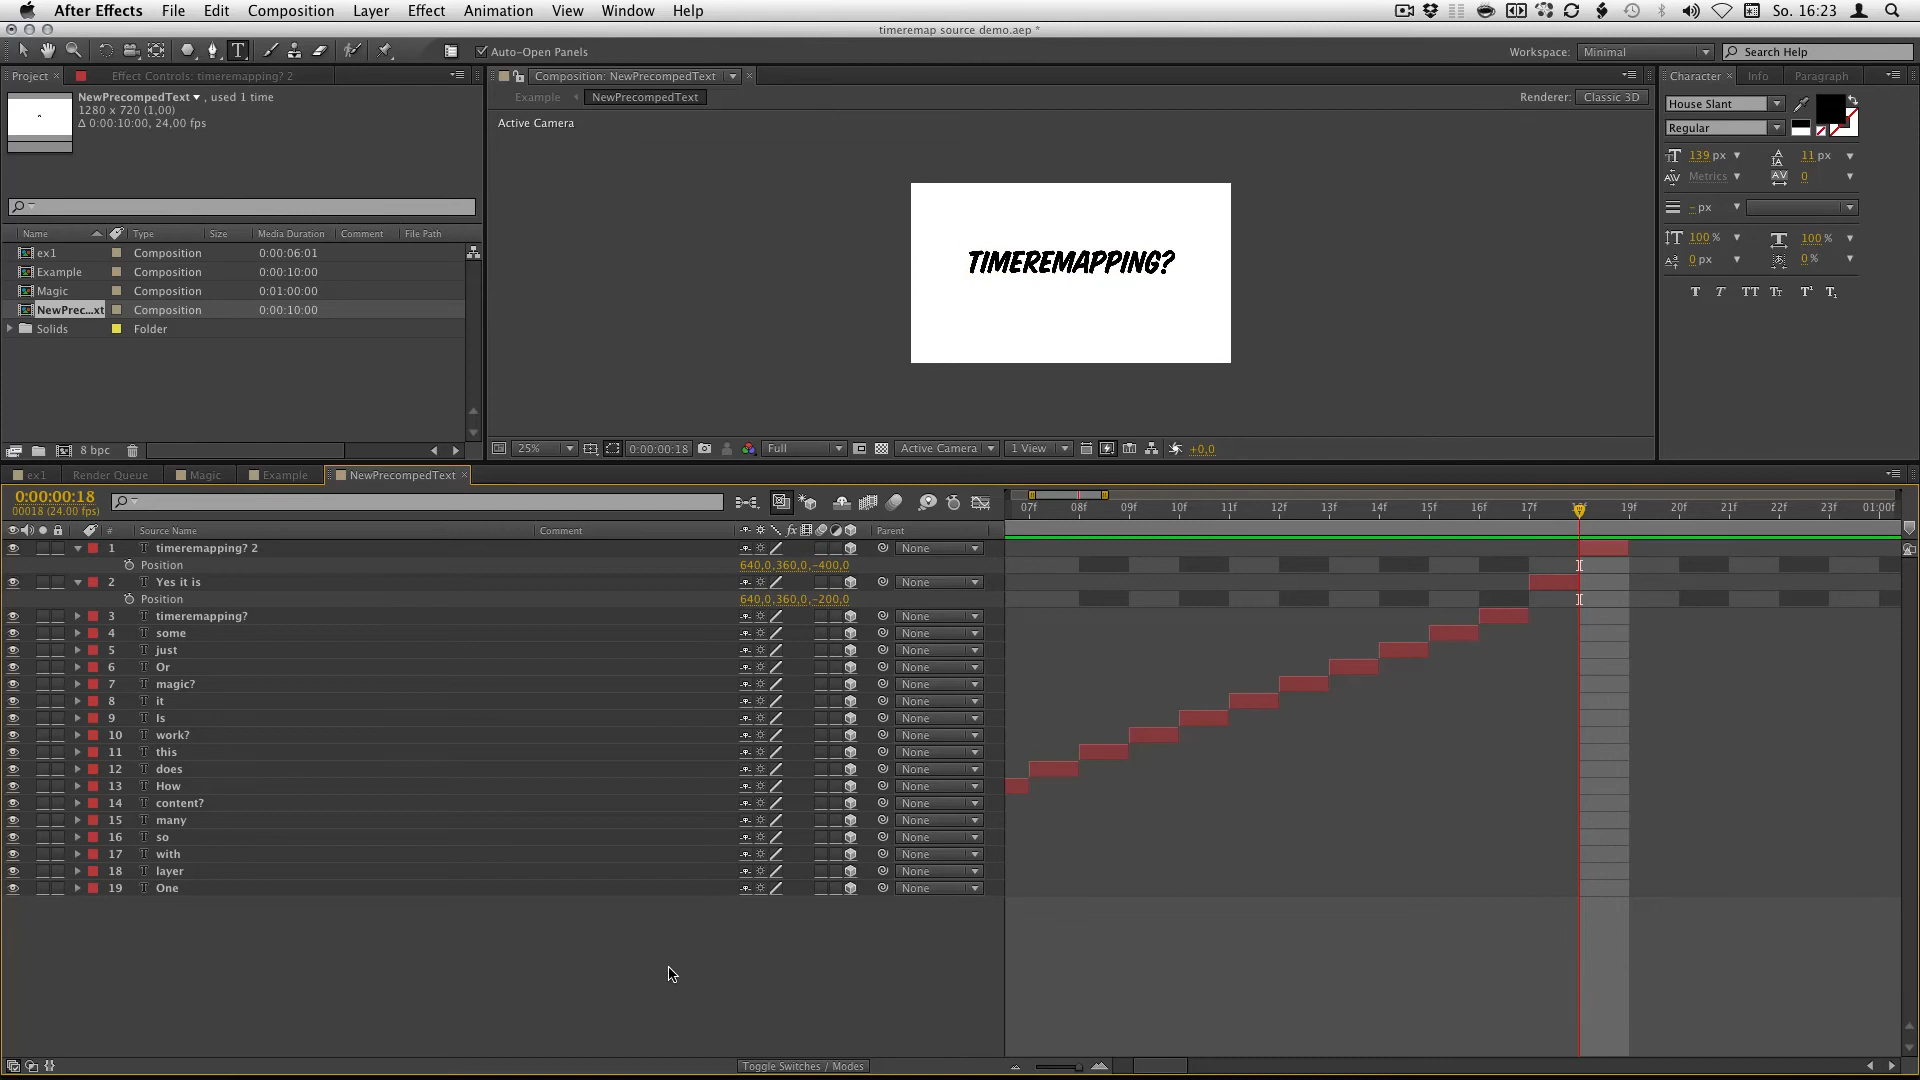 After Effects File Edit Composition Layer Effect Animation View Window Help So. 16:23
timeremap source demo.aep *
Auto-Open Panels Workspace: Minimal Search Help
Project Effect Controls: timeremapping? 2 Composition: NewPrecompedText Character Info Paragraph
NewPrecompedText , used 1 time
1280 x 720 (1,00)
Δ 0:00:10:00, 24,00 fps
Example NewPrecompedText Renderer: Classic 3D
Active Camera
House Slant
Regular
139 px 11 px
Metrics 0
- px
100 % 100 %
0 px 0 %
T T TT Tt T¹ T₁
TIMEREMAPPING?
Name Type Size Media Duration Comment File Path
ex1 Composition 0:00:06:01
Example Composition 0:00:10:00
Magic Composition 0:01:00:00
NewPrec...xt Composition 0:00:10:00
Solids Folder
8 bpc
25% 0:00:00:18 Full Active Camera 1 View +0,0
ex1 Render Queue Magic Example NewPrecompedText
0:00:00:18
00018 (24.00 fps)
07f 08f 09f 10f 11f 12f 13f 14f 15f 16f 17f 19f 20f 21f 22f 23f 01:00f
# Source Name Comment fx Parent
1 T timeremapping? 2 None
Position 640,0,360,0,-400,0
2 T Yes it is None
Position 640,0,360,0,-200,0
3 T timeremapping? None
4 T some None
5 T just None
6 T Or None
7 T magic? None
8 T it None
9 T Is None
10 T work? None
11 T this None
12 T does None
13 T How None
14 T content? None
15 T many None
16 T so None
17 T with None
18 T layer None
19 T One None
Toggle Switches / Modes